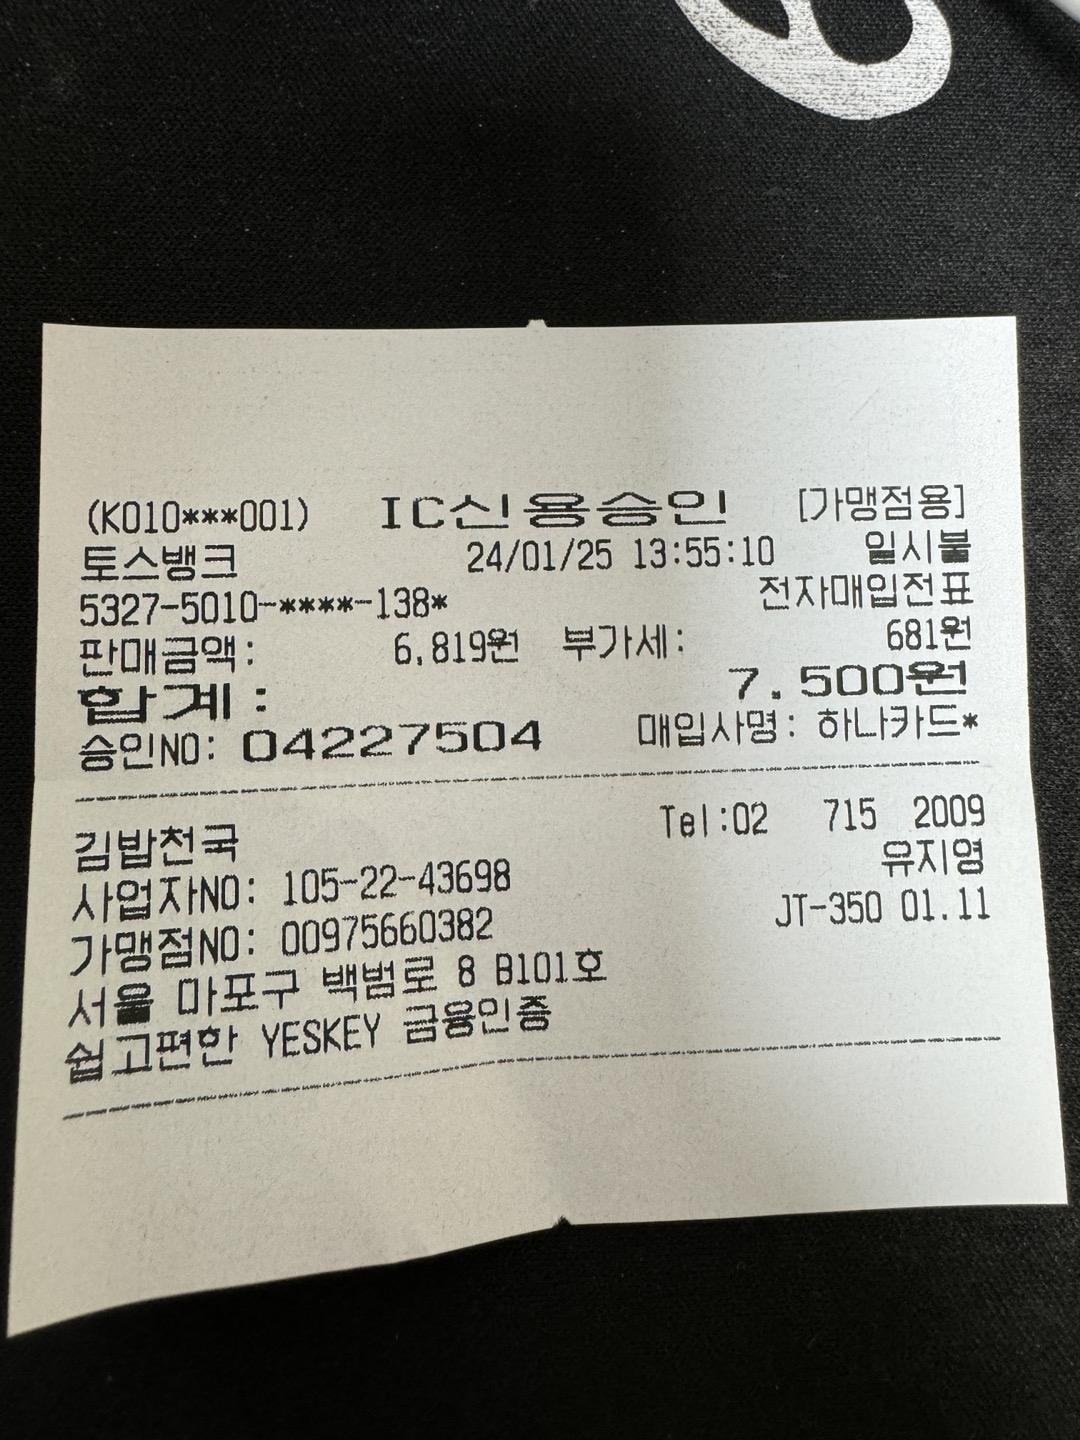 (K010***001) IC신용승인 [가맹점용]
토스뱅크 24/01/25 13:55:10 일시불
5327-5010-****-138* 전자매입전표
판매금액: 6,819원 부가세: 681원
합계: 7,500원
승인NO: 04227504 매입사명: 하나카드*
김밥천국 Tel:02 715 2009
사업자NO: 105-22-43698 유지영
가맹점NO: 00975660382 JT-350 01.11
서울 마포구 백범로 8 B101호
쉽고편한 YESKEY 금융인증